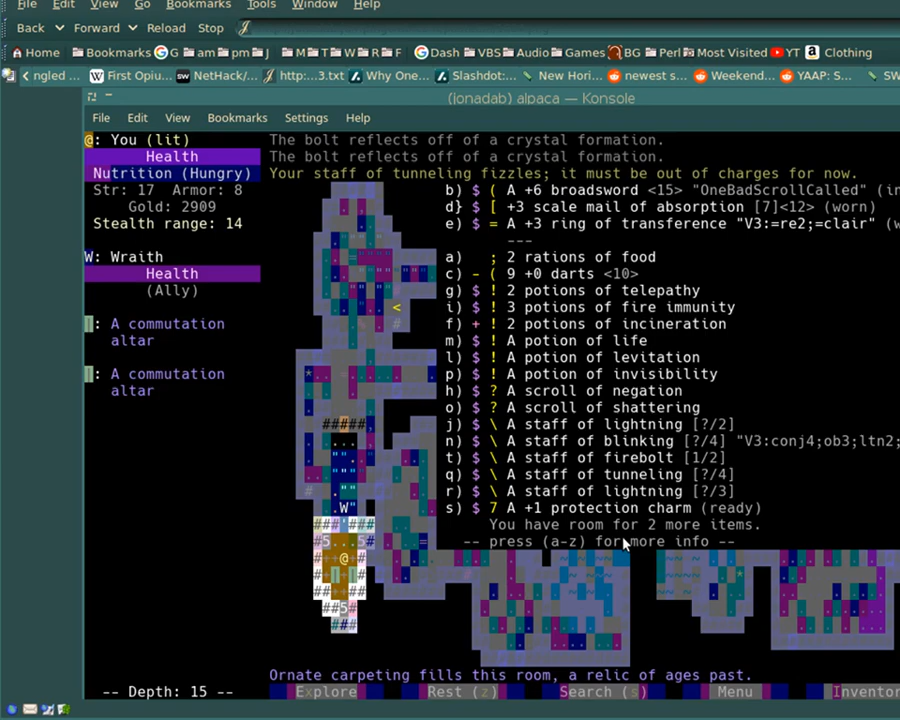 File Edit View Go Bookmarks Tools Window Help
Back Forward Reload Stop
Home Bookmarks G am pm J M T W R F Dash VBS Audio Games BG Perl Most Visited YT Clothing
ngled ... First Opiu... NetHack/... http:...3.txt Why One... Slashdot:... New Hori... newest s... Weekend... YAAP: S... SW
(jonadab) alpaca — Konsole
File Edit View Bookmarks Settings Help
@: You (lit)
Health
Nutrition (Hungry)
Str: 17 Armor: 8
Gold: 2909
Stealth range: 14
W: Wraith
Health
(Ally)
: A commutation
altar
: A commutation
altar
-- Depth: 15 --
The bolt reflects off of a crystal formation.
The bolt reflects off of a crystal formation.
Your staff of tunneling fizzles; it must be out of charges for now.
b) $ ( A +6 broadsword <15> "OneBadScrollCalled" (in
d} $ [ +3 scale mail of absorption [7]<12> (worn)
e) $ = A +3 ring of transference "V3:=re2;=clair" (w
---
a) ; 2 rations of food
c) - ( 9 +0 darts <10>
g) $ ! 2 potions of telepathy
i) $ ! 3 potions of fire immunity
f) + ! 2 potions of incineration
m) $ ! A potion of life
l) $ ! A potion of levitation
p) $ ! A potion of invisibility
h) $ ? A scroll of negation
o) $ ? A scroll of shattering
j) $ \ A staff of lightning [?/2]
n) $ \ A staff of blinking [?/4] "V3:conj4;ob3;ltn2
t) $ \ A staff of firebolt [1/2]
q) $ \ A staff of tunneling [?/4]
r) $ \ A staff of lightning [?/3]
s) $ 7 A +1 protection charm (ready)
You have room for 2 more items.
-- press (a-z) for more info --
Ornate carpeting fills this room, a relic of ages past.
Explore Rest (z) Search (s) Menu Inventor